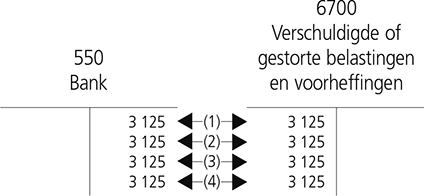 6700
Verschuldigde of
gestorte belastingen
en voorheffingen
550
Bank
3 125 (1) 3 125
3 125 (2) 3 125
3 125 (3) 3 125
3 125 (4) 3 125